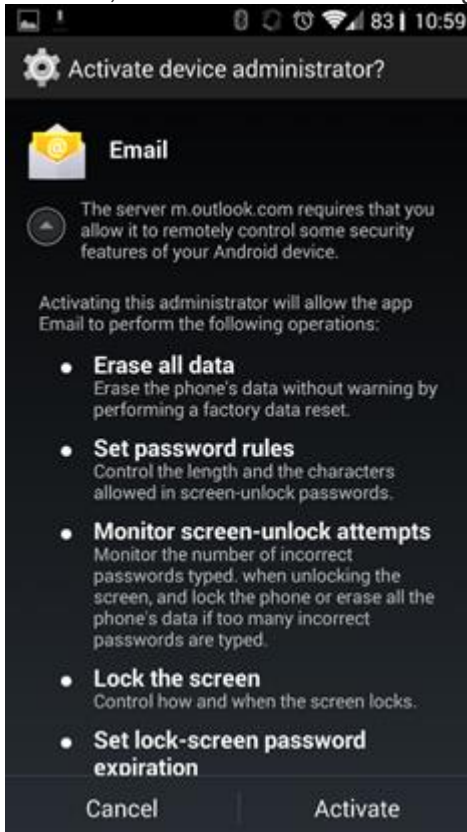 83 10:59
Activate device administrator?
Email
The server m.outlook.com requires that you
allow it to remotely control some security
features of your Android device.
Activating this administrator will allow the app
Email to perform the following operations:
Erase all data
Erase the phone's data without warning by
performing a factory data reset.
Set password rules
Control the length and the characters
allowed in screen-unlock passwords.
Monitor screen-unlock attempts
Monitor the number of incorrect
passwords typed. when unlocking the
screen, and lock the phone or erase all the
phone's data if too many incorrect
passwords are typed.
Lock the screen
Control how and when the screen locks.
Set lock-screen password
expiration
Cancel Activate